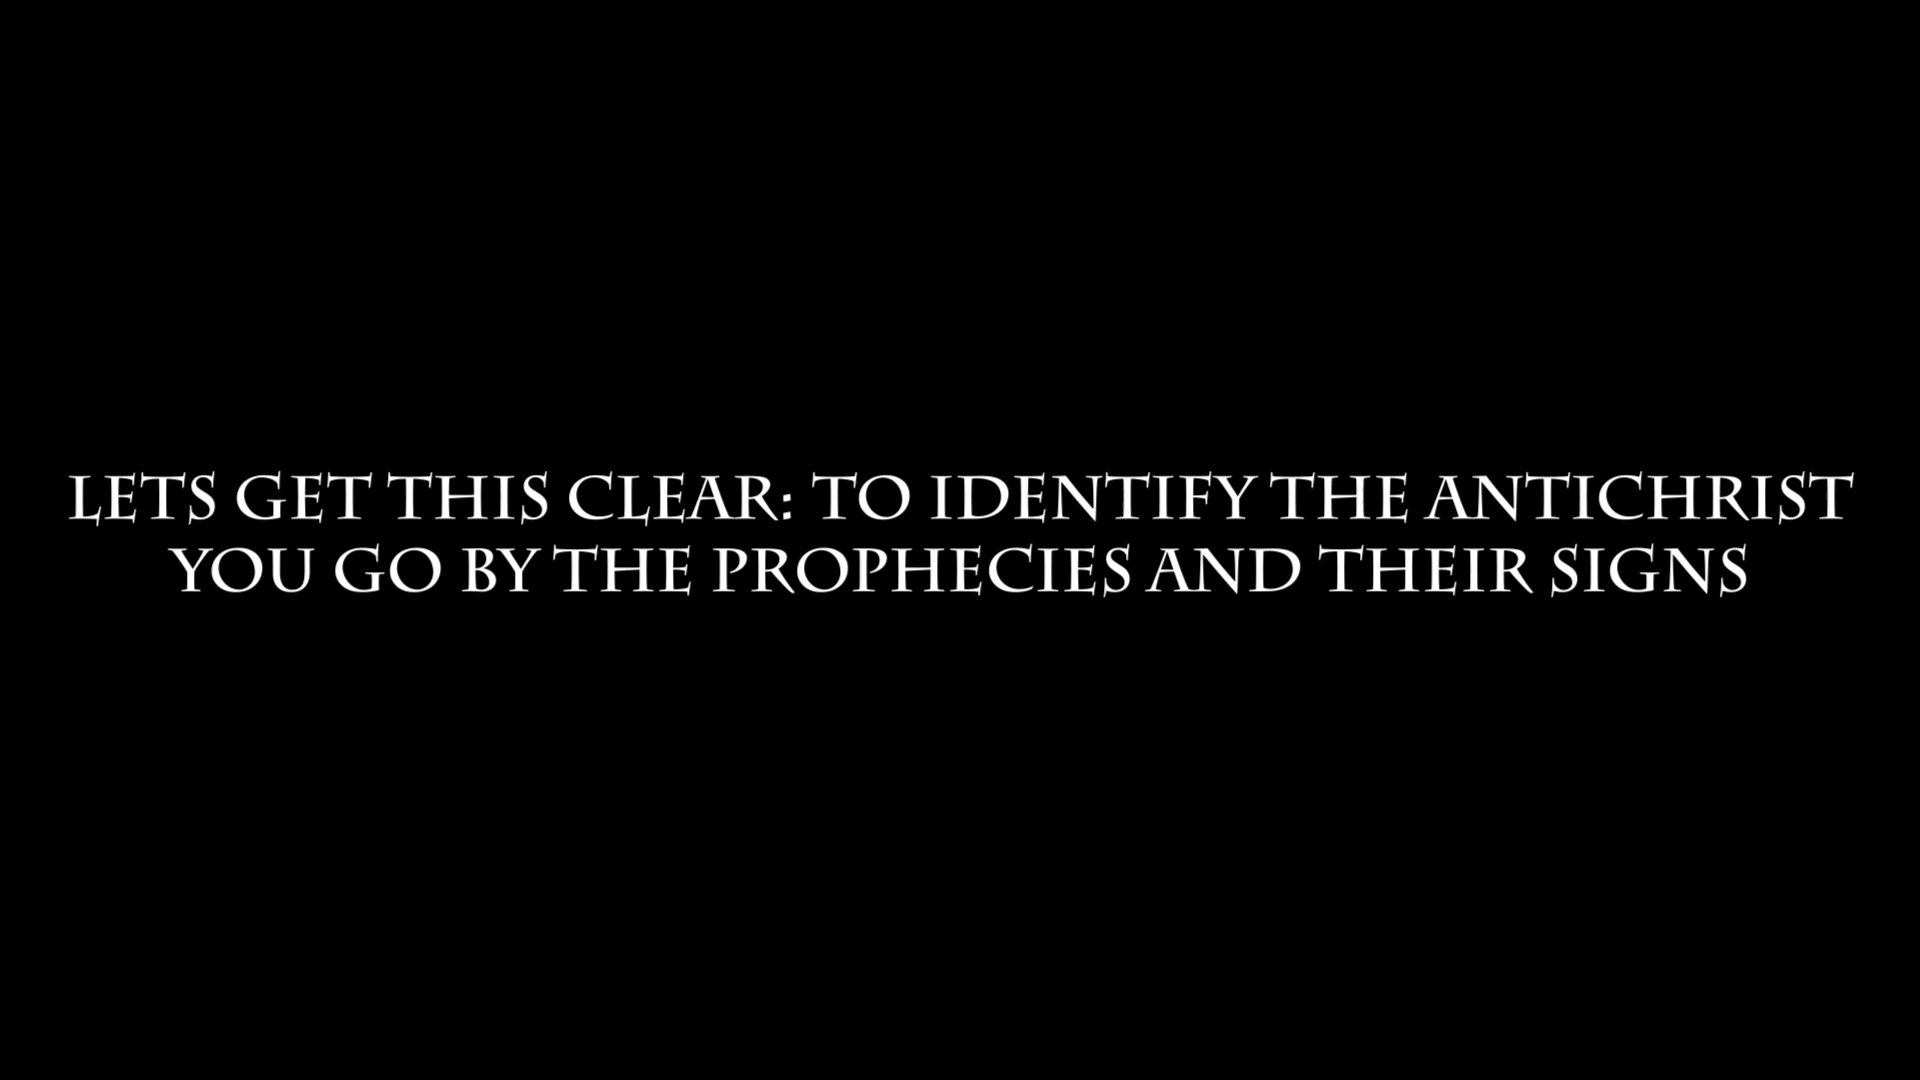 LETS GET THIS CLEAR: TO IDENTIFY THE ANTICHRIST
YOU GO BY THE PROPHECIES AND THEIR SIGNS